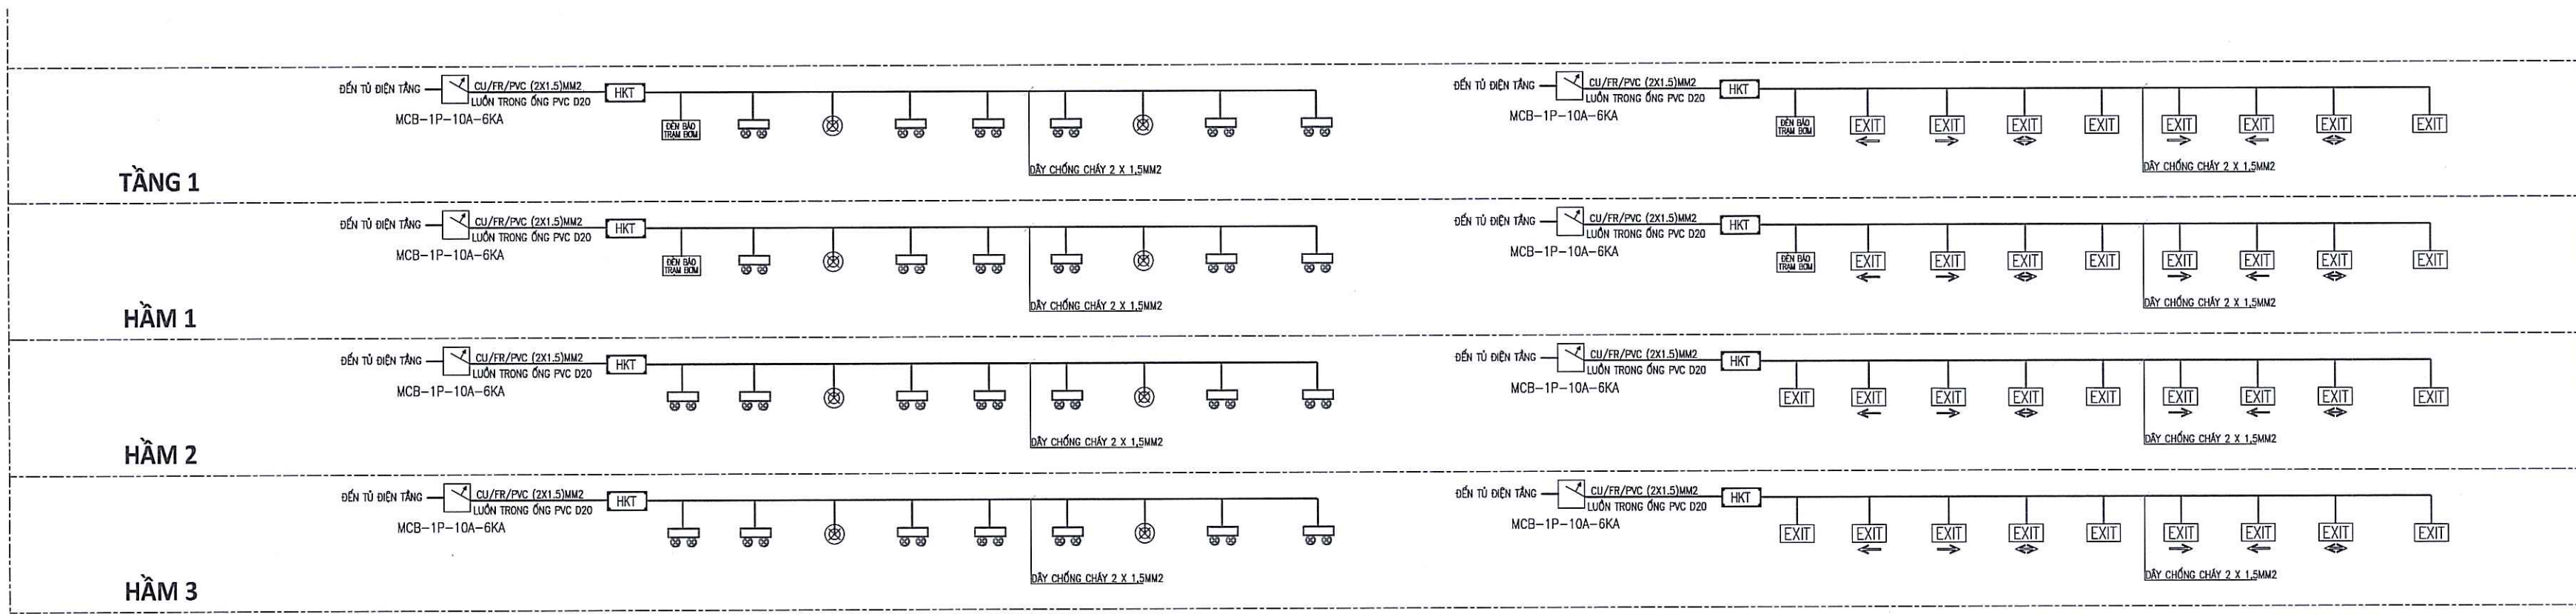 ĐẾN TỦ ĐIỆN TẦNG
CU/FR/PVC (2X1.5)MM2
LUỒN TRONG ỐNG PVC D20
MCB-1P-10A-6KA
HKT
ĐÈN BÁO
TRẠM BƠM
DÂY CHỐNG CHÁY 2 X 1,5MM2
ĐẾN TỦ ĐIỆN TẦNG
CU/FR/PVC (2X1.5)MM2
LUỒN TRONG ỐNG PVC D20
MCB-1P-10A-6KA
HKT
ĐÈN BÁO
TRẠM BƠM
EXIT
EXIT
EXIT
EXIT
EXIT
EXIT
EXIT
EXIT
DÂY CHỐNG CHÁY 2 X 1,5MM2
TẦNG 1
ĐẾN TỦ ĐIỆN TẦNG
CU/FR/PVC (2X1.5)MM2
LUỒN TRONG ỐNG PVC D20
MCB-1P-10A-6KA
HKT
ĐÈN BÁO
TRẠM BƠM
DÂY CHỐNG CHÁY 2 X 1,5MM2
ĐẾN TỦ ĐIỆN TẦNG
CU/FR/PVC (2X1.5)MM2
LUỒN TRONG ỐNG PVC D20
MCB-1P-10A-6KA
HKT
ĐÈN BÁO
TRẠM BƠM
EXIT
EXIT
EXIT
EXIT
EXIT
EXIT
EXIT
EXIT
DÂY CHỐNG CHÁY 2 X 1,5MM2
HẦM 1
ĐẾN TỦ ĐIỆN TẦNG
CU/FR/PVC (2X1.5)MM2
LUỒN TRONG ỐNG PVC D20
MCB-1P-10A-6KA
HKT
DÂY CHỐNG CHÁY 2 X 1,5MM2
ĐẾN TỦ ĐIỆN TẦNG
CU/FR/PVC (2X1.5)MM2
LUỒN TRONG ỐNG PVC D20
MCB-1P-10A-6KA
HKT
EXIT
EXIT
EXIT
EXIT
EXIT
EXIT
EXIT
EXIT
EXIT
DÂY CHỐNG CHÁY 2 X 1,5MM2
HẦM 2
ĐẾN TỦ ĐIỆN TẦNG
CU/FR/PVC (2X1.5)MM2
LUỒN TRONG ỐNG PVC D20
MCB-1P-10A-6KA
HKT
DÂY CHỐNG CHÁY 2 X 1,5MM2
ĐẾN TỦ ĐIỆN TẦNG
CU/FR/PVC (2X1.5)MM2
LUỒN TRONG ỐNG PVC D20
MCB-1P-10A-6KA
HKT
EXIT
EXIT
EXIT
EXIT
EXIT
EXIT
EXIT
EXIT
EXIT
DÂY CHỐNG CHÁY 2 X 1,5MM2
HẦM 3